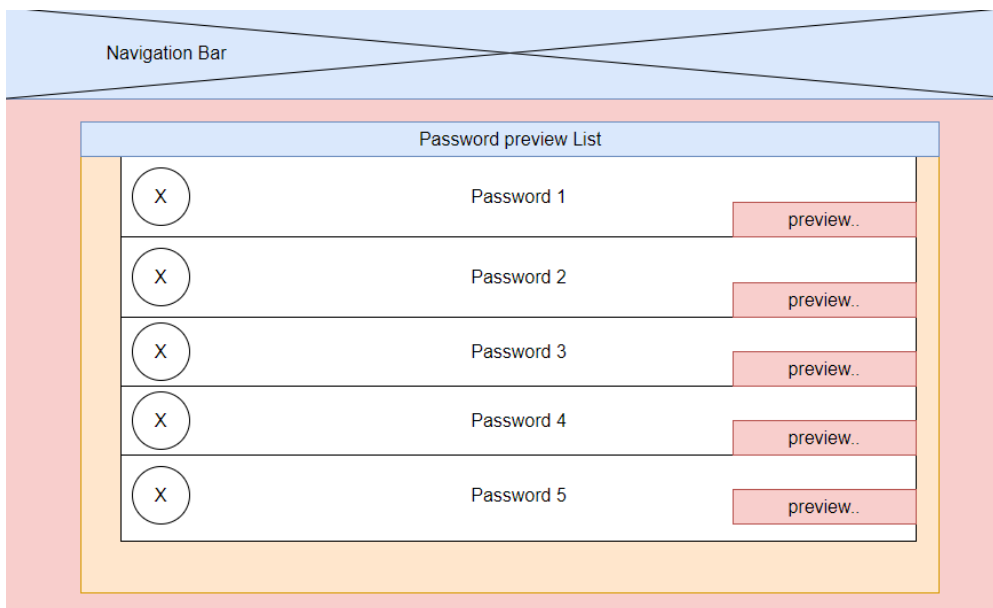 Navigation Bar
Password preview List
X
Password 1
preview..
X
Password 2
preview..
X
Password 3
preview..
X
Password 4
preview..
X
Password 5
preview..